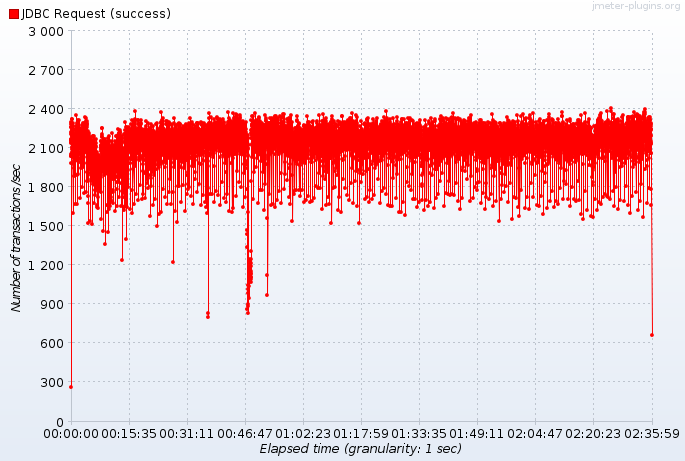 jmeter-plugins.org
JDBC Request (success)
3 000
2 700
2 400
2 100
1 800
1 500
1 200
900
600
300
0
Number of transactions/sec
00:00:00 00:15:35 00:31:11 00:46:47 01:02:23 01:17:59 01:33:35 01:49:11 02:04:47 02:20:23 02:35:59
Elapsed time (granularity: 1 sec)